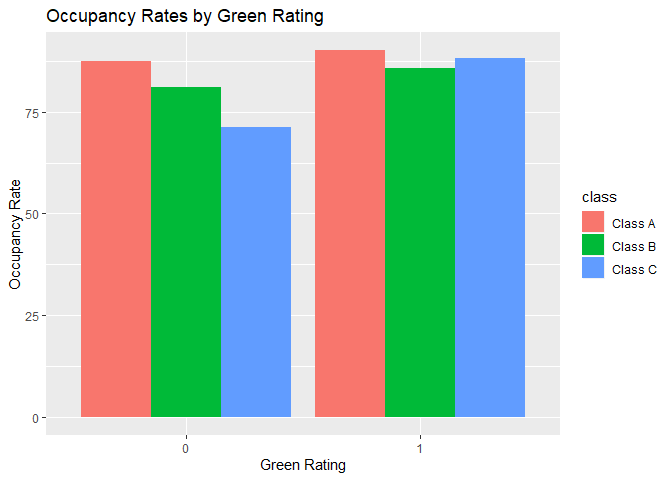 Occupancy Rates by Green Rating
Occupancy Rate
75
50
25
0
0
1
Green Rating
class
Class A
Class B
Class C